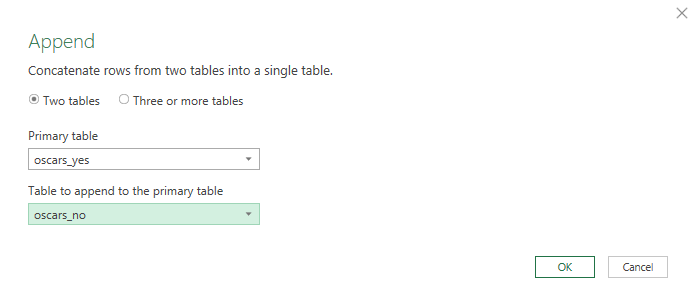 Append
Concatenate rows from two tables into a single table.
Two tables Three or more tables
Primary table
oscars_yes
Table to append to the primary table
oscars_no
OK Cancel